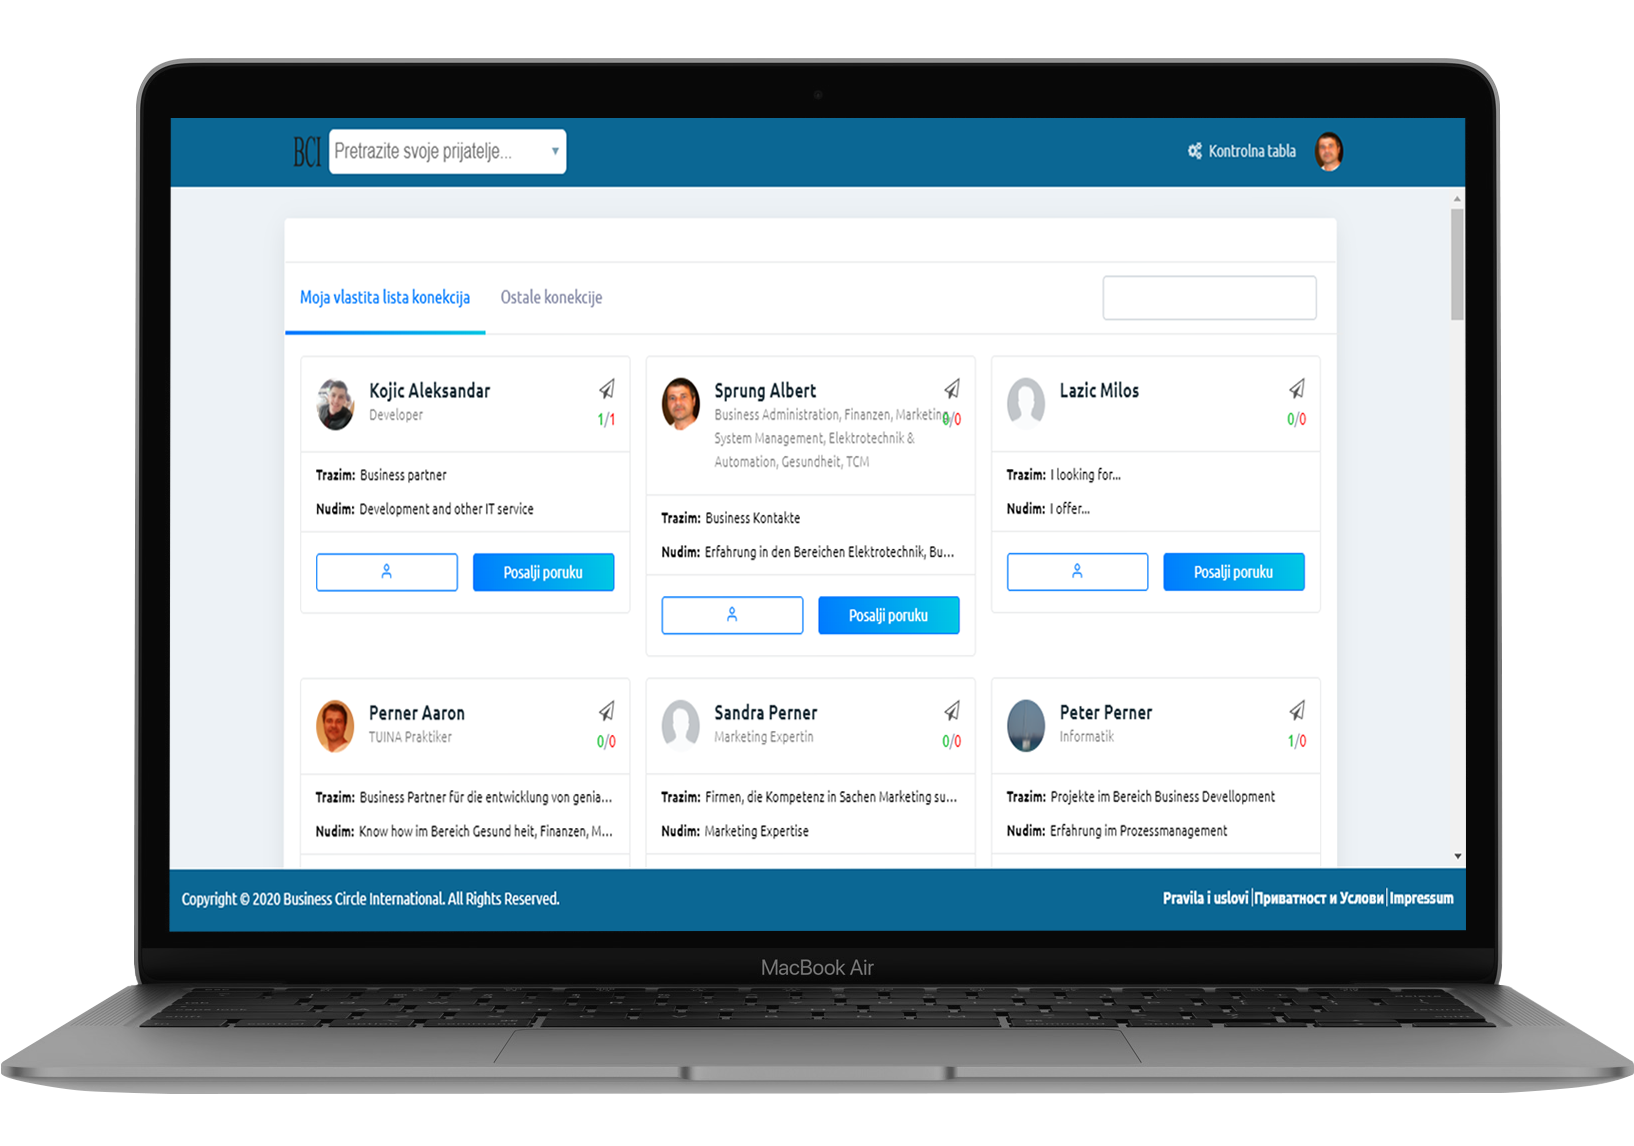 BCI Pretrazite svoje prijatelje... Kontrolna tabla
Moja vlastita lista konekcija Ostale konekcije
Kojic Aleksandar
Developer
1/1
Trazim: Business partner
Nudim: Development and other IT service
Posalji poruku
Sprung Albert
Business Administration, Finanzen, Marketing,
0/0
System Management, Elektrotechnik &
Automation, Gesundheit, TCM
Trazim: Business Kontakte
Nudim: Erfahrung in den Bereichen Elektrotechnik, Bu...
Posalji poruku
Lazic Milos
0/0
Trazim: I looking for...
Nudim: I offer...
Posalji poruku
Perner Aaron
TUINA Praktiker
0/0
Trazim: Business Partner für die entwicklung von genia...
Nudim: Know how im Bereich Gesund heit, Finanzen, M...
Sandra Perner
Marketing Expertin
0/0
Trazim: Firmen, die Kompetenz in Sachen Marketing su...
Nudim: Marketing Expertise
Peter Perner
Informatik
1/0
Trazim: Projekte im Bereich Business Devellopment
Nudim: Erfahrung im Prozessmanagement
Copyright © 2020 Business Circle International. All Rights Reserved.
Pravila i uslovi |Приватност и Услови| Impressum
MacBook Air